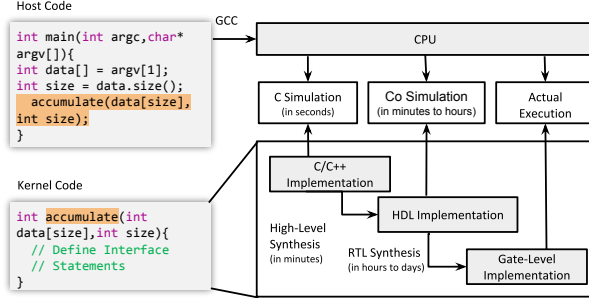 Host Code
int main(int argc,char*
argv[]){
int data[] = argv[1];
int size = data.size();
accumulate(data[size],
int size);
}
GCC
CPU
C Simulation
(in seconds)
Co Simulation
(in minutes to hours)
Actual
Execution
Kernel Code
int accumulate(int
data[size],int size){
// Define Interface
// Statements
}
C/C++
Implementation
High-Level
Synthesis
(in minutes)
HDL Implementation
RTL Synthesis
(in hours to days)
Gate-Level
Implementation